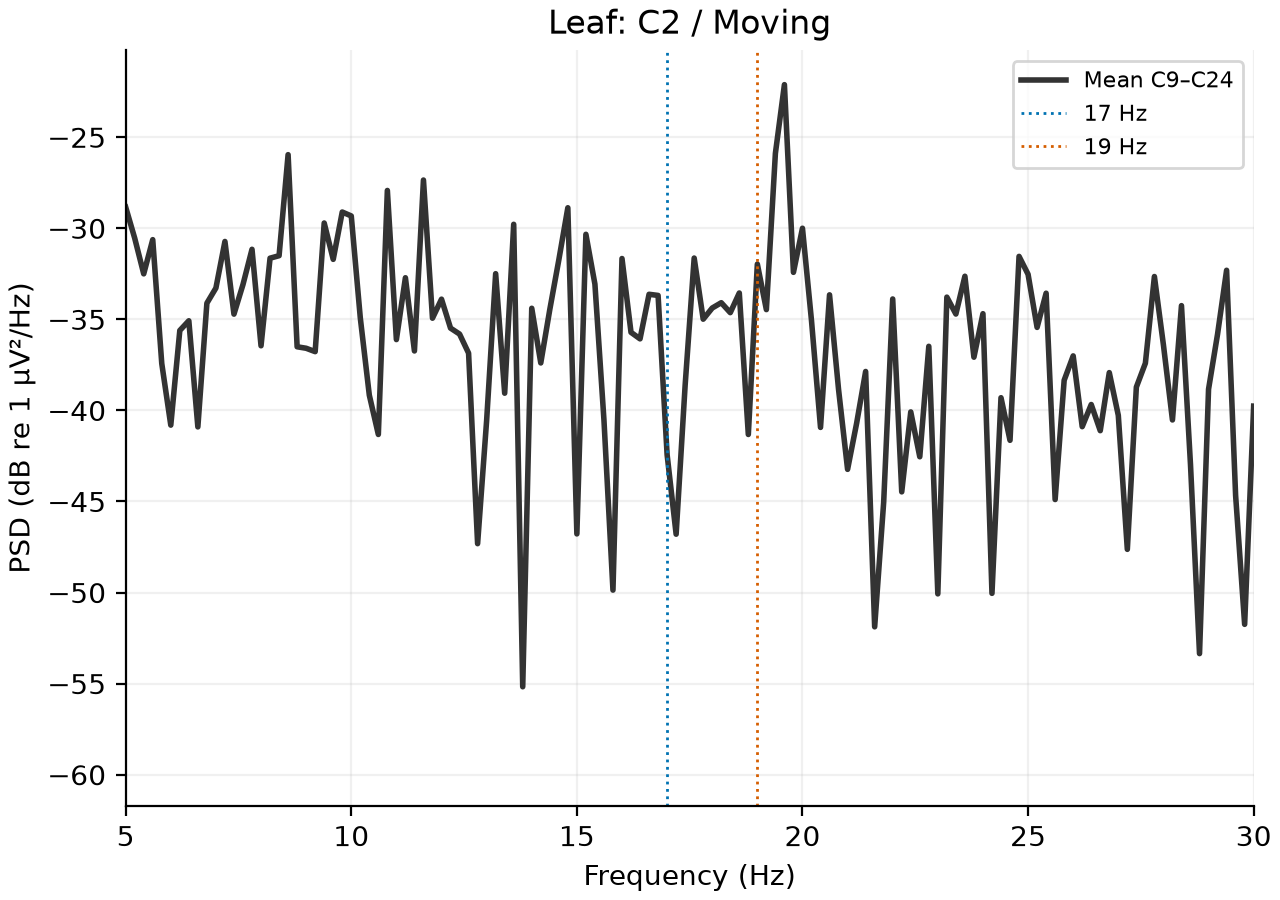 Leaf: C2 / Moving
Mean C9–C24
17 Hz
19 Hz
PSD (dB re 1 µV²/Hz)
−25
−30
−35
−40
−45
−50
−55
−60
5 10 15 20 25 30
Frequency (Hz)